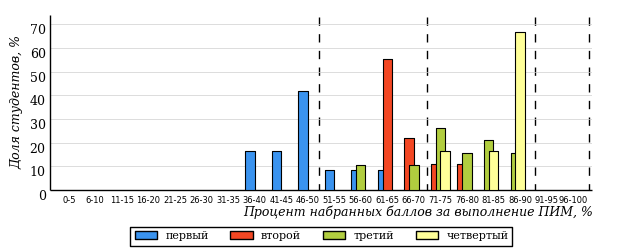 Доля студентов, %
70
60
50
40
30
20
10
0
0-5 6-10 11-15 16-20 21-25 26-30 31-35 36-40 41-45 46-50 51-55 56-60 61-65 66-70 71-75 76-80 81-85 86-90 91-95 96-100
Процент набранных баллов за выполнение ПИМ, %
первый второй третий четвертый